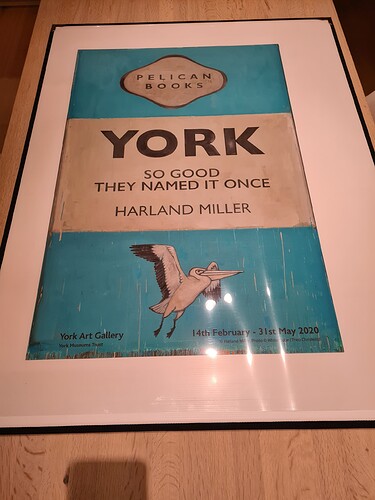 PELICAN
BOOKS
YORK
SO GOOD
THEY NAMED IT ONCE
HARLAND MILLER
York Art Gallery
York Museums Trust
14th February - 31st May 2020